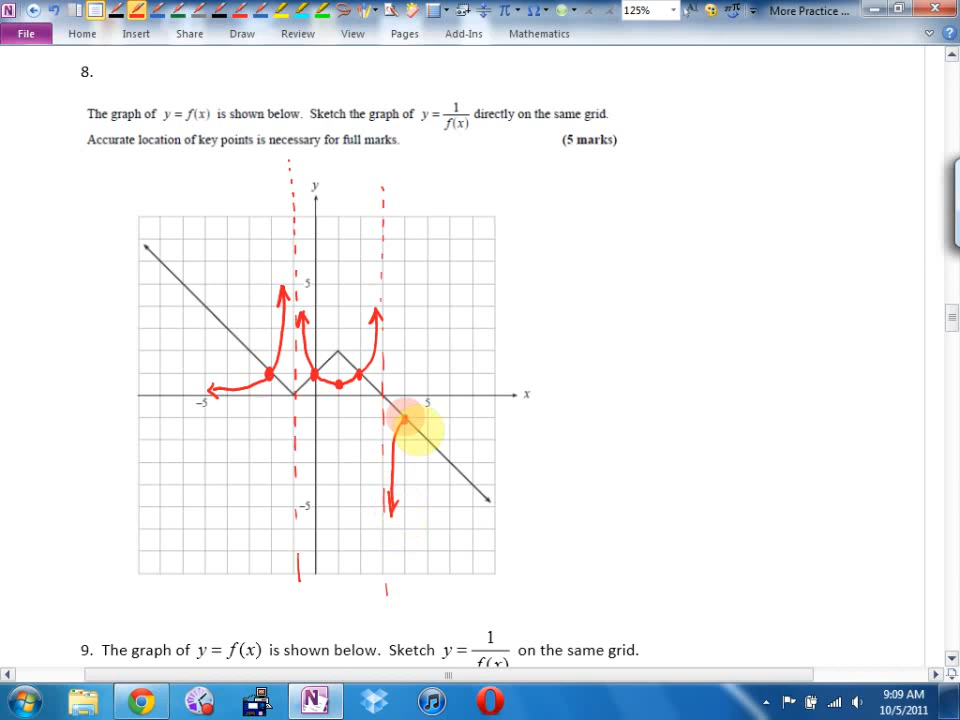 125%
More Practice ...
File Home Insert Share Draw Review View Pages Add-Ins Mathematics
8.
The graph of y = f(x) is shown below. Sketch the graph of y = 1/f(x) directly on the same grid.
Accurate location of key points is necessary for full marks. (5 marks)
y
5
x
-5 5
-5
9. The graph of y = f(x) is shown below. Sketch y = 1/f(x) on the same grid.
9:09 AM
10/5/2011